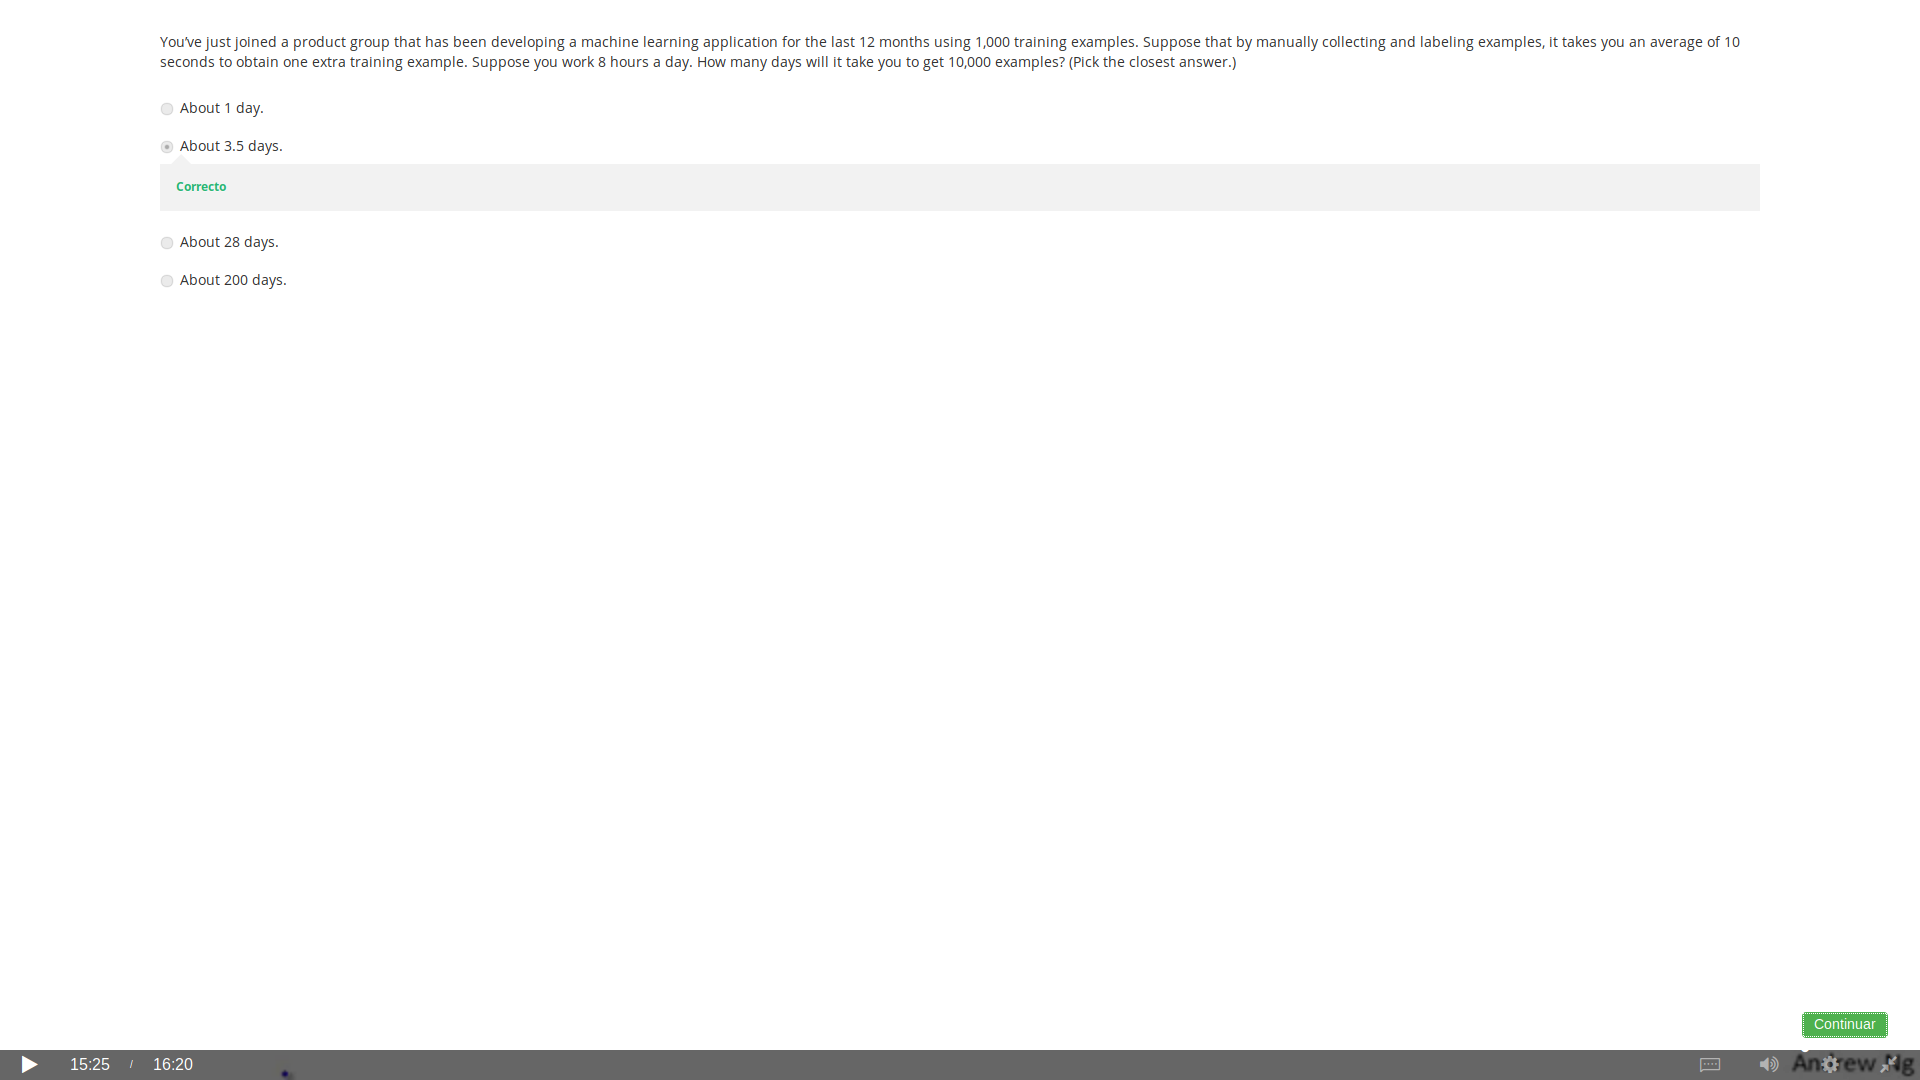 You’ve just joined a product group that has been developing a machine learning application for the last 12 months using 1,000 training examples. Suppose that by manually collecting and labeling examples, it takes you an average of 10
seconds to obtain one extra training example. Suppose you work 8 hours a day. How many days will it take you to get 10,000 examples? (Pick the closest answer.)
About 1 day.
About 3.5 days.
Correcto
About 28 days.
About 200 days.
Continuar
15:25 / 16:20
Andrew Ng